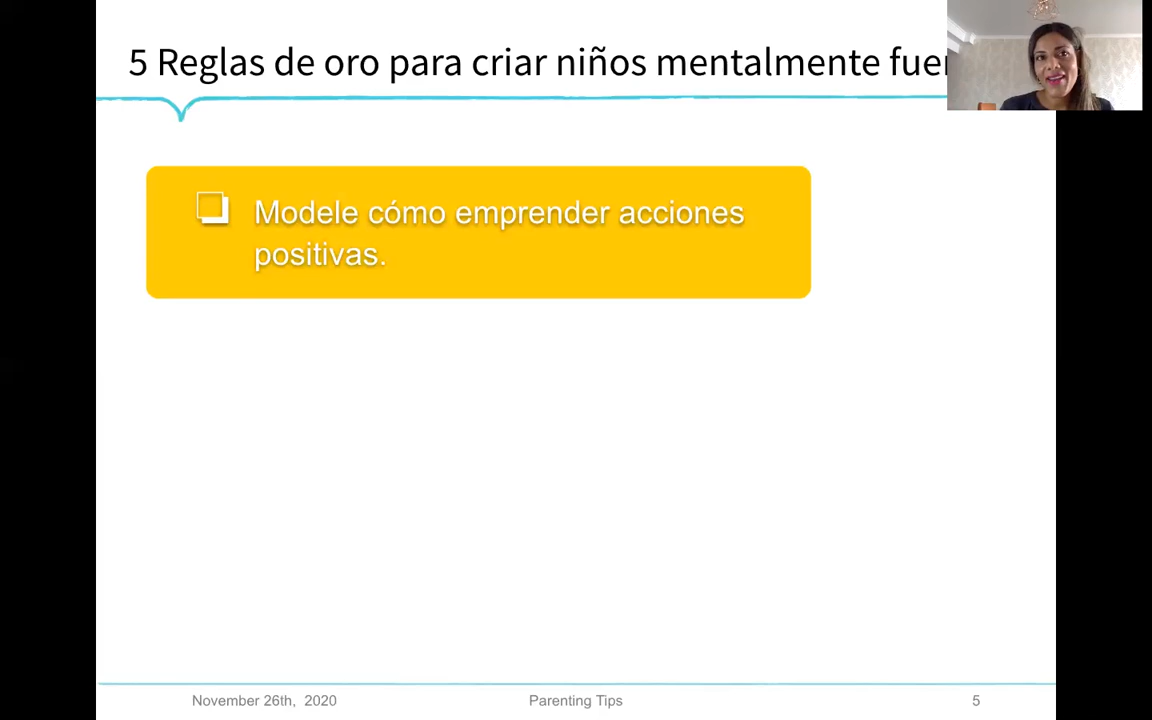 5 Reglas de oro para criar niños mentalmente
Modele cómo emprender acciones
positivas.
November 26th, 2020
Parenting Tips
5